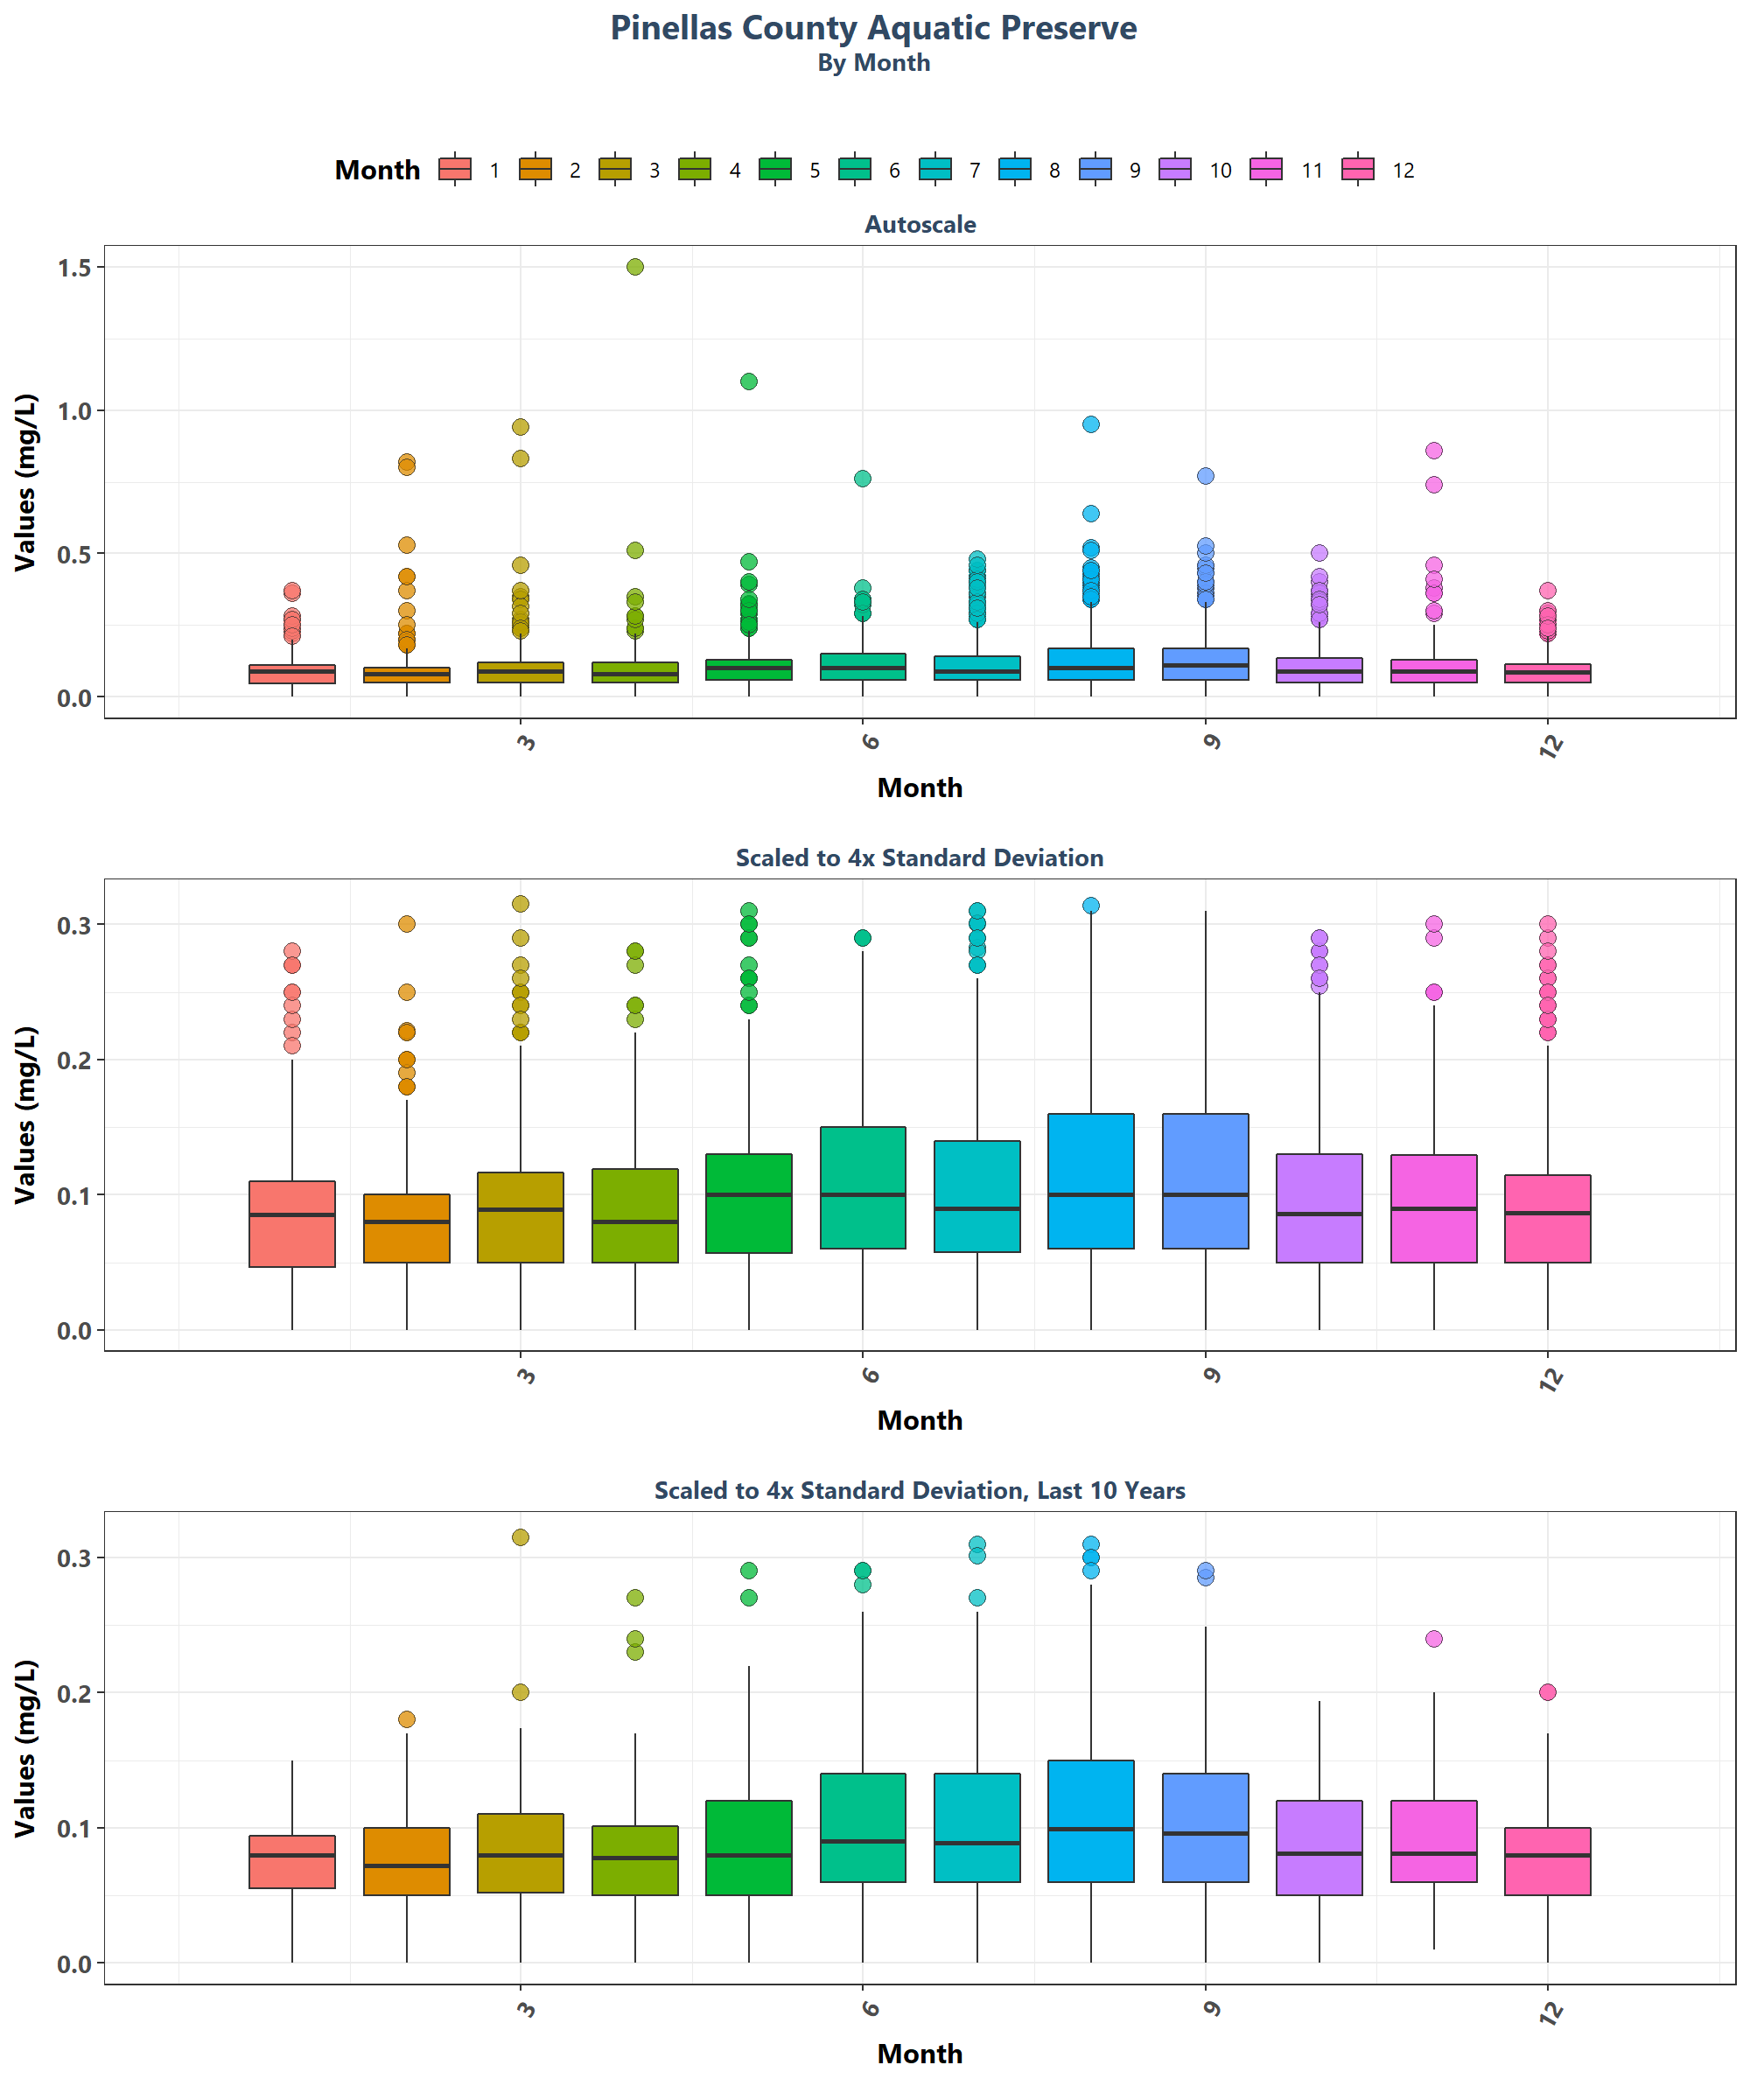 Pinellas County Aquatic Preserve
By Month
Month 1 2 3 4 5 6 7 8 9 10 11 12
Autoscale
1.5
1.0
0.5
0.0
Values (mg/L)
3 6 9 12
Month
Scaled to 4x Standard Deviation
0.3
0.2
0.1
0.0
Values (mg/L)
3 6 9 12
Month
Scaled to 4x Standard Deviation, Last 10 Years
0.3
0.2
0.1
0.0
Values (mg/L)
3 6 9 12
Month